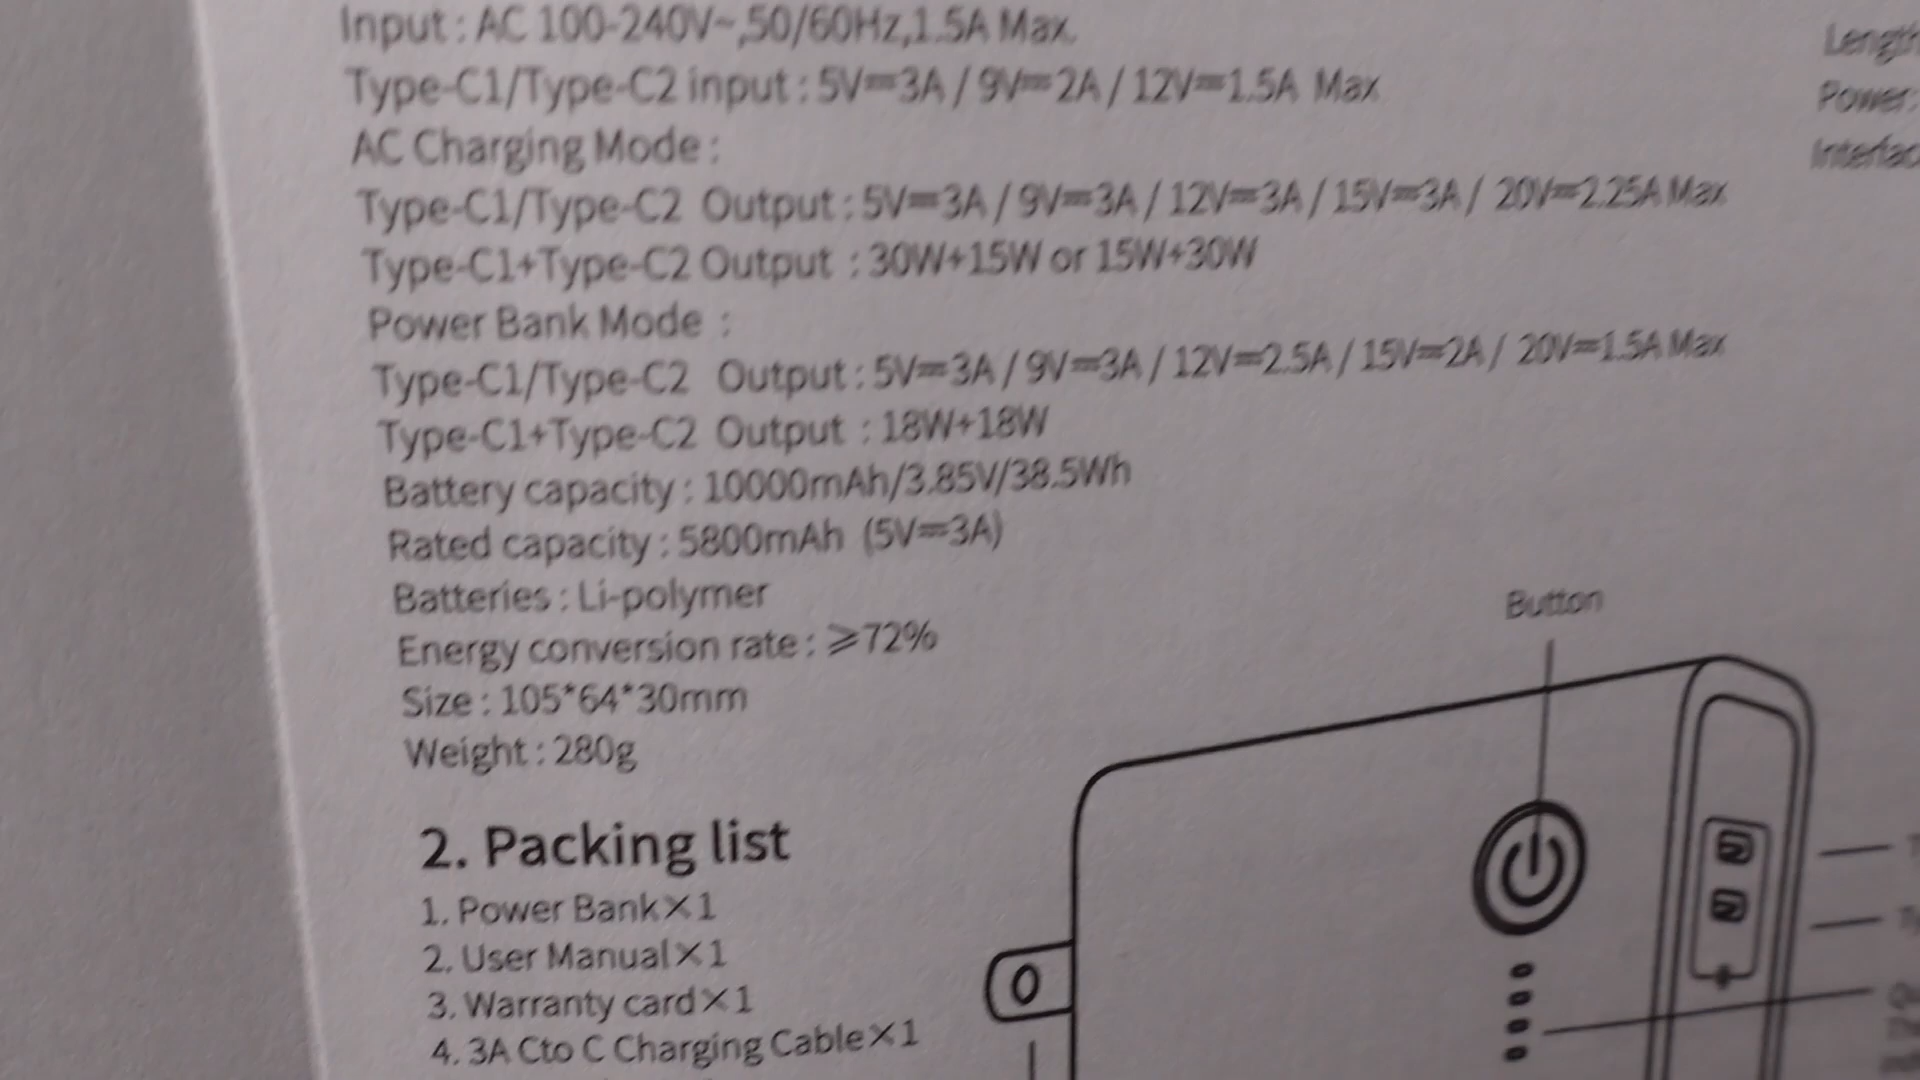 Input : AC 100-240V~,50/60Hz,1.5A Max.
Type-C1/Type-C2 input : 5V⎓3A / 9V⎓2A / 12V⎓1.5A Max
AC Charging Mode :
Type-C1/Type-C2 Output : 5V⎓3A / 9V⎓3A / 12V⎓3A / 15V⎓3A / 20V⎓2.25A Max
Type-C1+Type-C2 Output : 30W+15W or 15W+30W
Power Bank Mode :
Type-C1/Type-C2 Output : 5V⎓3A / 9V⎓3A / 12V⎓2.5A / 15V⎓2A / 20V⎓1.5A Max
Type-C1+Type-C2 Output : 18W+18W
Battery capacity : 10000mAh/3.85V/38.5Wh
Rated capacity : 5800mAh (5V⎓3A)
Batteries : Li-polymer
Energy conversion rate : ⩾72%
Size : 105*64*30mm
Weight : 280g
2. Packing list
1. Power Bank×1
2. User Manual×1
3. Warranty card×1
4. 3A Cto C Charging Cable×1
Length
Power:
Button